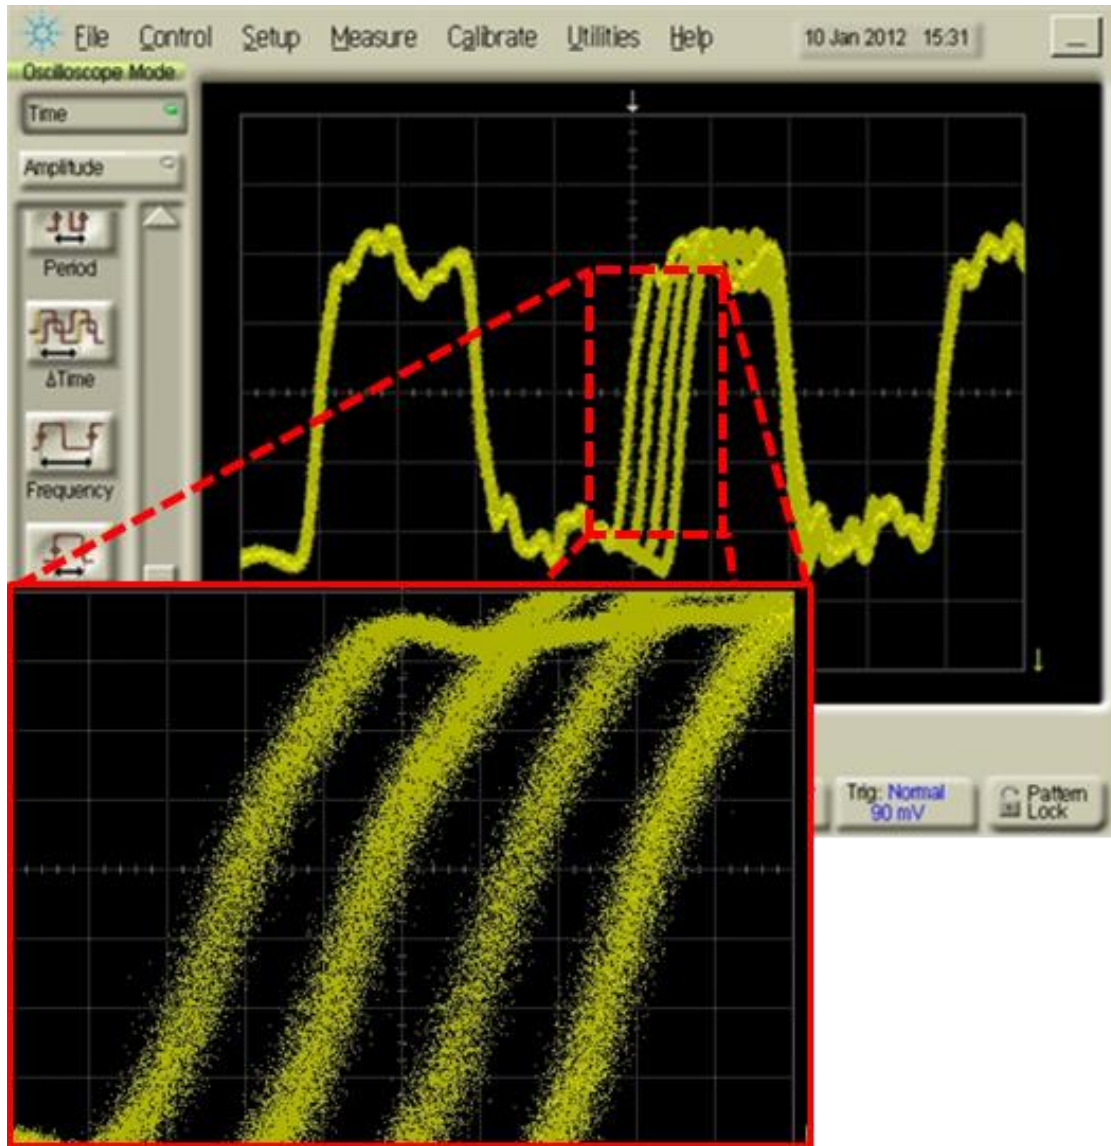 File Control Setup Measure Calibrate Utilities Help 10 Jan 2012 15:31
Oscilloscope Mode
Time
Amplitude
Period
ΔTime
Frequency
Trig: Normal
90 mV
Pattern
Lock